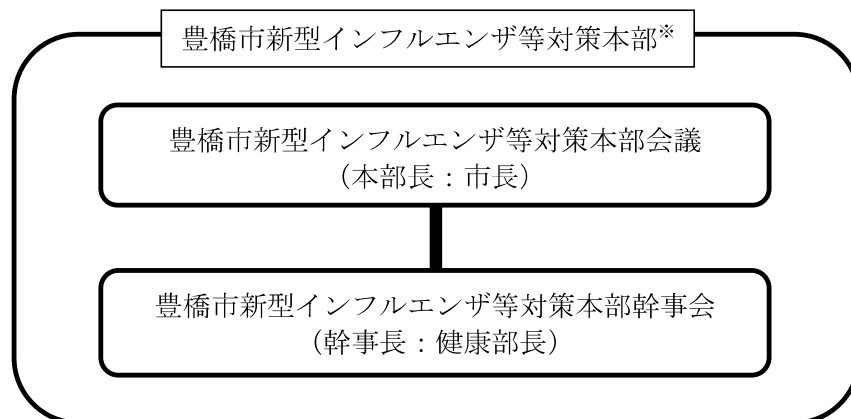 豊橋市新型インフルエンザ等対策本部※
豊橋市新型インフルエンザ等対策本部会議
（本部長：市長）
豊橋市新型インフルエンザ等対策本部幹事会
（幹事長：健康部長）